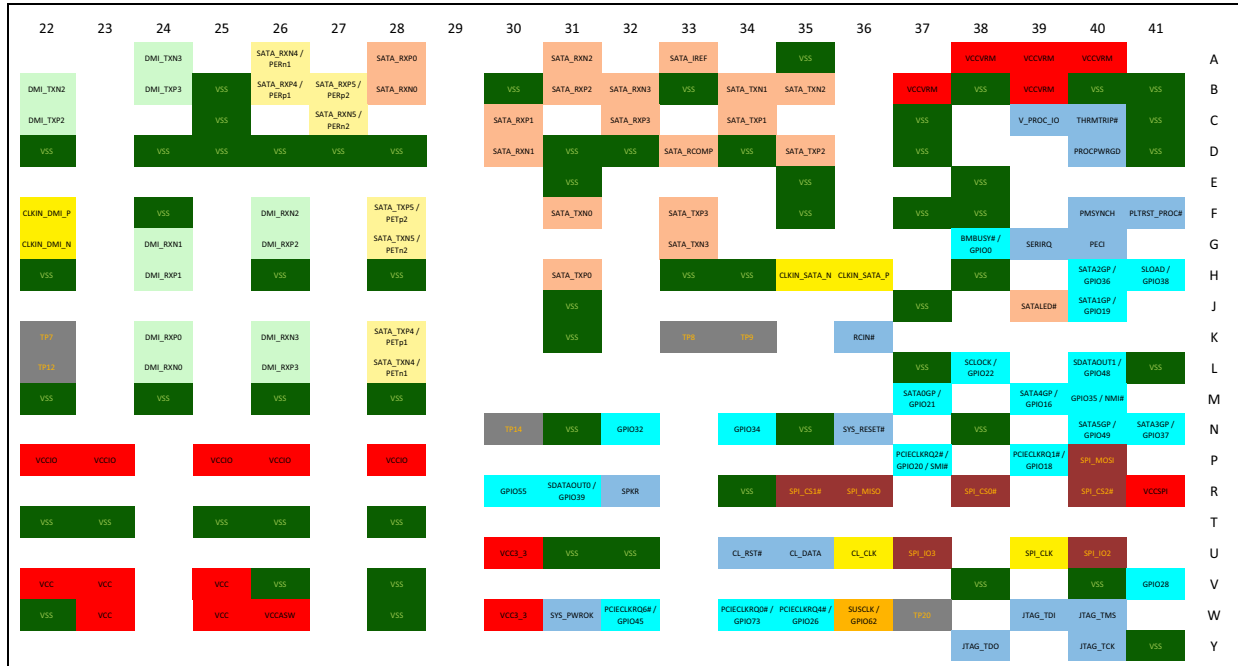 22 23 24 25 26 27 28 29 30 31 32 33 34 35 36 37 38 39 40 41
DMI_TXN3 SATA_RXN4 / PERn1 SATA_RXP0 SATA_RXN2 SATA_IREF VSS VCCVRM VCCVRM VCCVRM A
DMI_TXN2 DMI_TXP3 VSS SATA_RXP4 / PERp1 SATA_RXP5 / PERp2 SATA_RXN0 VSS SATA_RXP2 SATA_RXN3 VSS SATA_TXN1 SATA_TXN2 VCCVRM VSS VCCVRM VSS VSS B
DMI_TXP2 VSS SATA_RXN5 / PERn2 SATA_RXP1 SATA_RXP3 SATA_TXP1 VSS V_PROC_IO THRMTRIP# VSS C
VSS VSS VSS VSS VSS VSS SATA_RXN1 VSS VSS SATA_RCOMP VSS SATA_TXP2 VSS PROCPWRGD VSS D
VSS VSS VSS E
CLKIN_DMI_P VSS DMI_RXN2 SATA_TXP5 / PETp2 SATA_TXN0 SATA_TXP3 VSS VSS VSS PMSYNCH PLTRST_PROC# F
CLKIN_DMI_N DMI_RXN1 DMI_RXP2 SATA_TXN5 / PETn2 SATA_TXN3 BMBUSY# / GPIO0 SERIRQ PECI G
VSS DMI_RXP1 VSS VSS SATA_TXP0 VSS VSS CLKIN_SATA_N CLKIN_SATA_P VSS SATA2GP / GPIO36 SLOAD / GPIO38 H
VSS VSS SATALED# SATA1GP / GPIO19 J
TP7 DMI_RXP0 DMI_RXN3 SATA_TXP4 / PETp1 VSS TP8 TP9 RCIN# K
TP12 DMI_RXN0 DMI_RXP3 SATA_TXN4 / PETn1 VSS SCLOCK / GPIO22 SDATAOUT1 / GPIO48 VSS L
VSS VSS VSS VSS SATA0GP / GPIO21 SATA4GP / GPIO16 GPIO35 / NMI# M
TP14 VSS GPIO32 GPIO34 VSS SYS_RESET# VSS SATA5GP / GPIO49 SATA3GP / GPIO37 N
VCCIO VCCIO VCCIO VCCIO VCCIO PCIECLKRQ2# / GPIO20 / SMI# PCIECLKRQ1# / GPIO18 SPI_MOSI P
GPIO55 SDATAOUT0 / GPIO39 SPKR VSS SPI_CS1# SPI_MISO SPI_CS0# SPI_CS2# VCCSPI R
VSS VSS VSS VSS VSS T
VCC3_3 VSS VSS CL_RST# CL_DATA CL_CLK SPI_IO3 SPI_CLK SPI_IO2 U
VCC VCC VCC VSS VSS VSS VSS GPIO28 V
VSS VCC VCC VCCASW VSS VCC3_3 SYS_PWROK PCIECLKRQ6# / GPIO45 PCIECLKRQ0# / GPIO73 PCIECLKRQ4# / GPIO26 SUSCLK / GPIO62 TP20 JTAG_TDI JTAG_TMS W
JTAG_TDO JTAG_TCK VSS Y